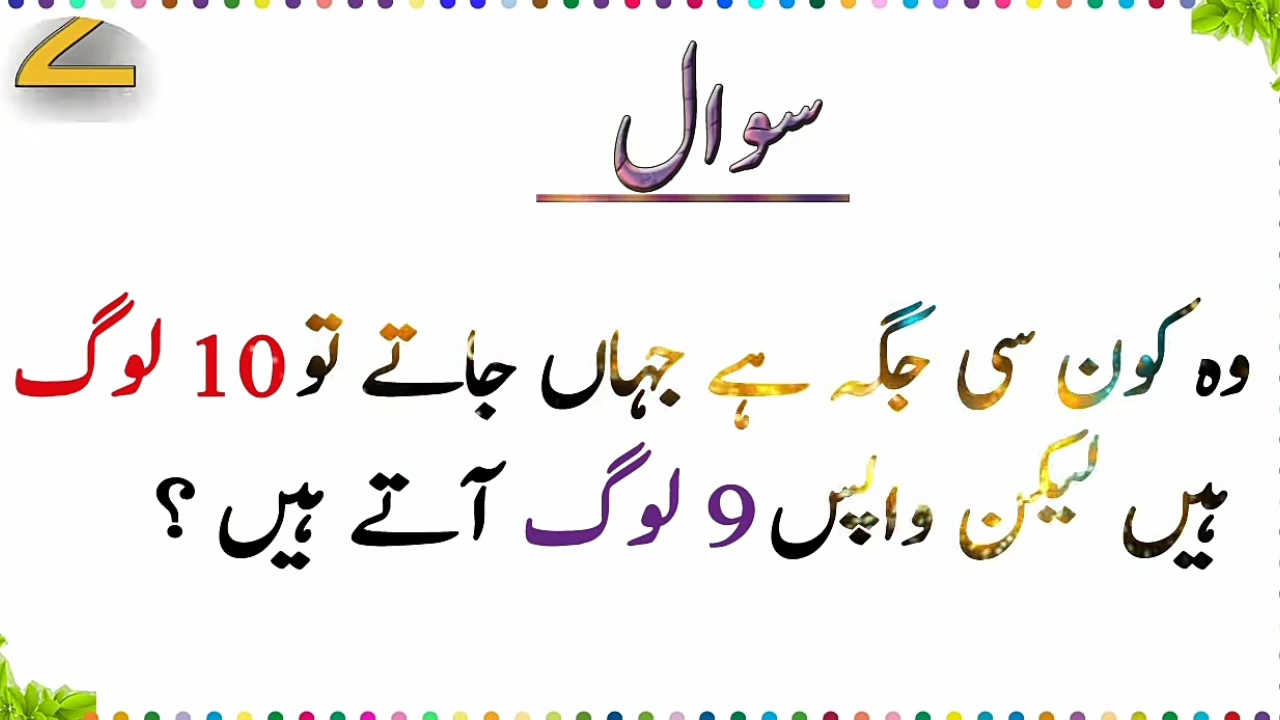 سوال
وہ کون سی جگہ ہے جہاں جاتے تو 10 لوگ
ہیں لیکن واپس 9 لوگ آتے ہیں ؟